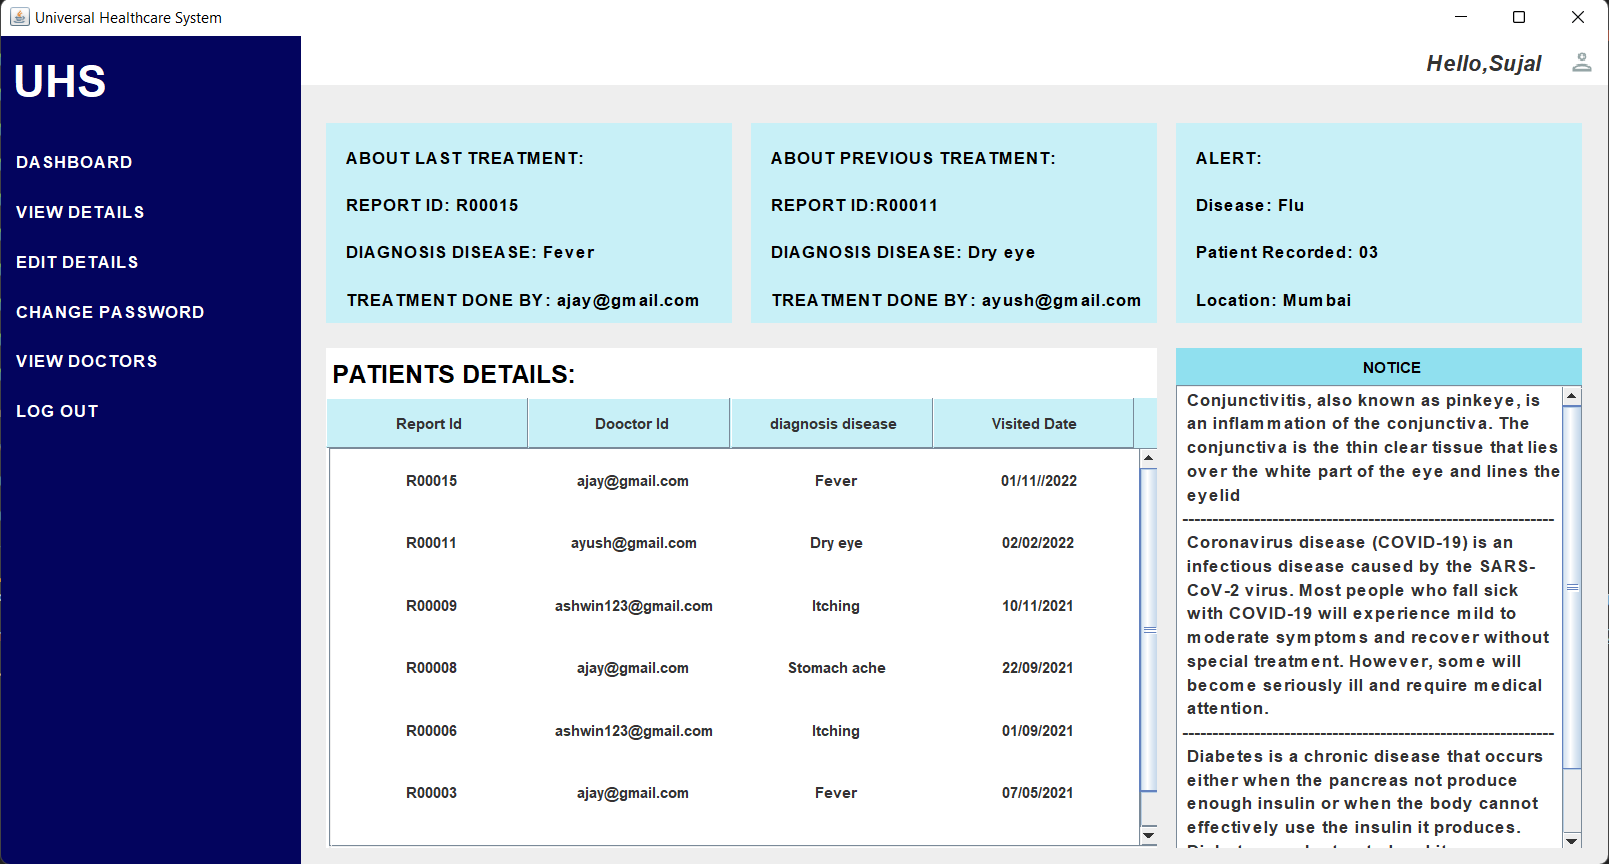 Universal Healthcare System
Hello,Sujal
UHS
DASHBOARD
VIEW DETAILS
EDIT DETAILS
CHANGE PASSWORD
VIEW DOCTORS
LOG OUT
ABOUT LAST TREATMENT:
REPORT ID: R00015
DIAGNOSIS DISEASE: Fever
TREATMENT DONE BY: ajay@gmail.com
ABOUT PREVIOUS TREATMENT:
REPORT ID:R00011
DIAGNOSIS DISEASE: Dry eye
TREATMENT DONE BY: ayush@gmail.com
ALERT:
Disease: Flu
Patient Recorded: 03
Location: Mumbai
PATIENTS DETAILS:
Report Id Dooctor Id diagnosis disease Visited Date
R00015 ajay@gmail.com Fever 01/11//2022
R00011 ayush@gmail.com Dry eye 02/02/2022
R00009 ashwin123@gmail.com Itching 10/11/2021
R00008 ajay@gmail.com Stomach ache 22/09/2021
R00006 ashwin123@gmail.com Itching 01/09/2021
R00003 ajay@gmail.com Fever 07/05/2021
NOTICE
Conjunctivitis, also known as pinkeye, is
an inflammation of the conjunctiva. The
conjunctiva is the thin clear tissue that lies
over the white part of the eye and lines the
eyelid
--------------------------------------------------------------
Coronavirus disease (COVID-19) is an
infectious disease caused by the SARS-
CoV-2 virus. Most people who fall sick
with COVID-19 will experience mild to
moderate symptoms and recover without
special treatment. However, some will
become seriously ill and require medical
attention.
--------------------------------------------------------------
Diabetes is a chronic disease that occurs
either when the pancreas not produce
enough insulin or when the body cannot
effectively use the insulin it produces.